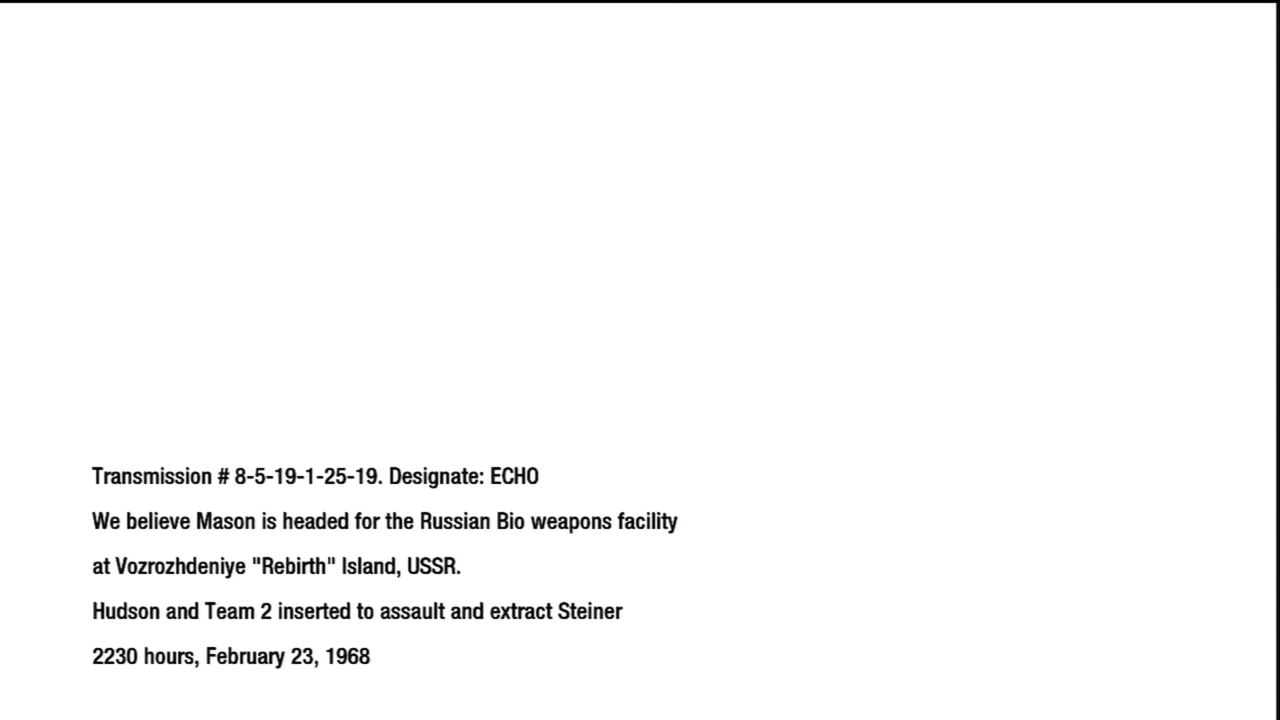 Transmission # 8-5-19-1-25-19. Designate: ECHO
We believe Mason is headed for the Russian Bio weapons facility
at Vozrozhdeniye "Rebirth" Island, USSR.
Hudson and Team 2 inserted to assault and extract Steiner
2230 hours, February 23, 1968